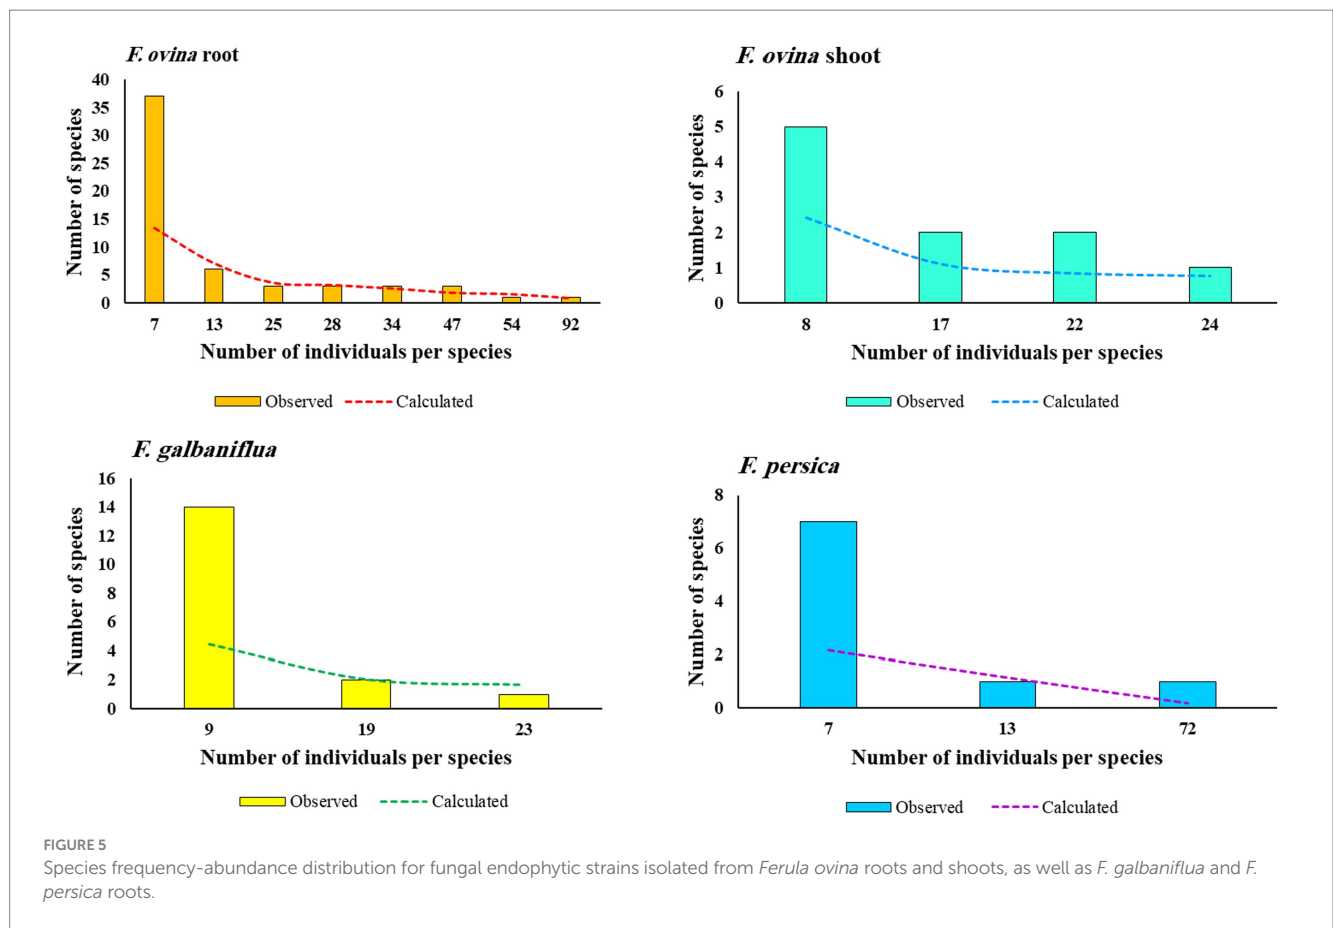 F. ovina root
40
35
30
25
20
15
10
5
0
Number of species
7 13 25 28 34 47 54 92
Number of individuals per species
Observed Calculated
F. ovina shoot
6
5
4
3
2
1
0
Number of species
8 17 22 24
Number of individuals per species
Observed Calculated
F. galbaniflua
16
14
12
10
8
6
4
2
0
Number of species
9 19 23
Number of individuals per species
Observed Calculated
F. persica
8
6
4
2
0
Number of species
7 13 72
Number of individuals per species
Observed Calculated
FIGURE 5
Species frequency-abundance distribution for fungal endophytic strains isolated from Ferula ovina roots and shoots, as well as F. galbaniflua and F.
persica roots.